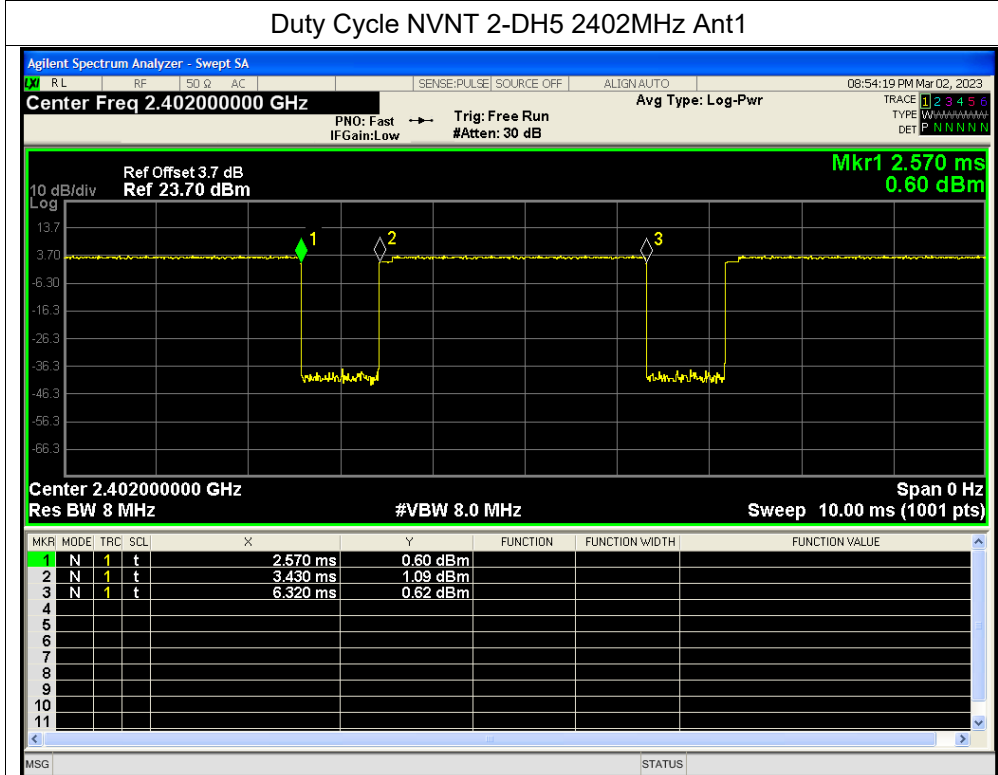 Duty Cycle NVNT 2-DH5 2402MHz Ant1
Agilent Spectrum Analyzer - Swept SA
LXI RL RF 50 Ω AC SENSE:PULSE SOURCE OFF ALIGN AUTO 08:54:19 PM Mar 02, 2023
Center Freq 2.402000000 GHz Avg Type: Log-Pwr TRACE 1 2 3 4 5 6
PNO: Fast Trig: Free Run TYPE WWWWWW
IFGain:Low #Atten: 30 dB DET P N N N N N
Mkr1 2.570 ms
Ref Offset 3.7 dB
10 dB/div Ref 23.70 dBm 0.60 dBm
Log
13.7
1 2 3
3.70
-6.30
-16.3
-26.3
-36.3
-46.3
-56.3
-66.3
Center 2.402000000 GHz Span 0 Hz
Res BW 8 MHz #VBW 8.0 MHz Sweep 10.00 ms (1001 pts)
MKR MODE TRC SCL X Y FUNCTION FUNCTION WIDTH FUNCTION VALUE
1 N 1 t 2.570 ms 0.60 dBm
2 N 1 t 3.430 ms 1.09 dBm
3 N 1 t 6.320 ms 0.62 dBm
4
5
6
7
8
9
10
11
MSG STATUS